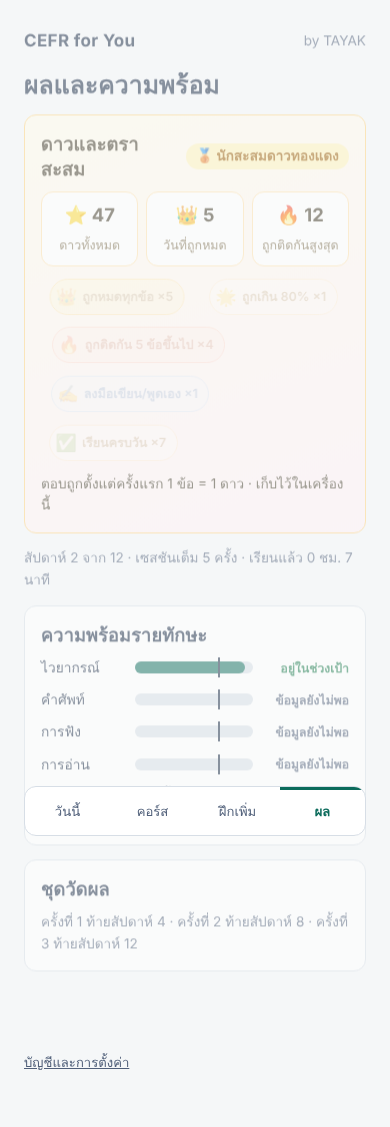 CEFR for You by TAYAK
ผลและความพร้อม
ดาวและตรา
สะสม
🥉 นักสะสมดาวทองแดง
⭐ 47 👑 5 🔥 12
ดาวทั้งหมด วันที่ถูกหมด ถูกติดกันสูงสุด
👑 ถูกหมดทุกข้อ ×5 🌟 ถูกเกิน 80% ×1
🔥 ถูกติดกัน 5 ข้อขึ้นไป ×4
✍️ ลงมือเขียน/พูดเอง ×1
✅ เรียนครบวัน ×7
ตอบถูกตั้งแต่ครั้งแรก 1 ข้อ = 1 ดาว · เก็บไว้ในเครื่อง
นี้
สัปดาห์ 2 จาก 12 · เซสชันเต็ม 5 ครั้ง · เรียนแล้ว 0 ชม. 7
นาที
ความพร้อมรายทักษะ
ไวยากรณ์ อยู่ในช่วงเป้า
คำศัพท์ ข้อมูลยังไม่พอ
การฟัง ข้อมูลยังไม่พอ
การอ่าน ข้อมูลยังไม่พอ
วันนี้ คอร์ส ฝึกเพิ่ม ผล
ชุดวัดผล
ครั้งที่ 1 ท้ายสัปดาห์ 4 · ครั้งที่ 2 ท้ายสัปดาห์ 8 · ครั้งที่
3 ท้ายสัปดาห์ 12
บัญชีและการตั้งค่า